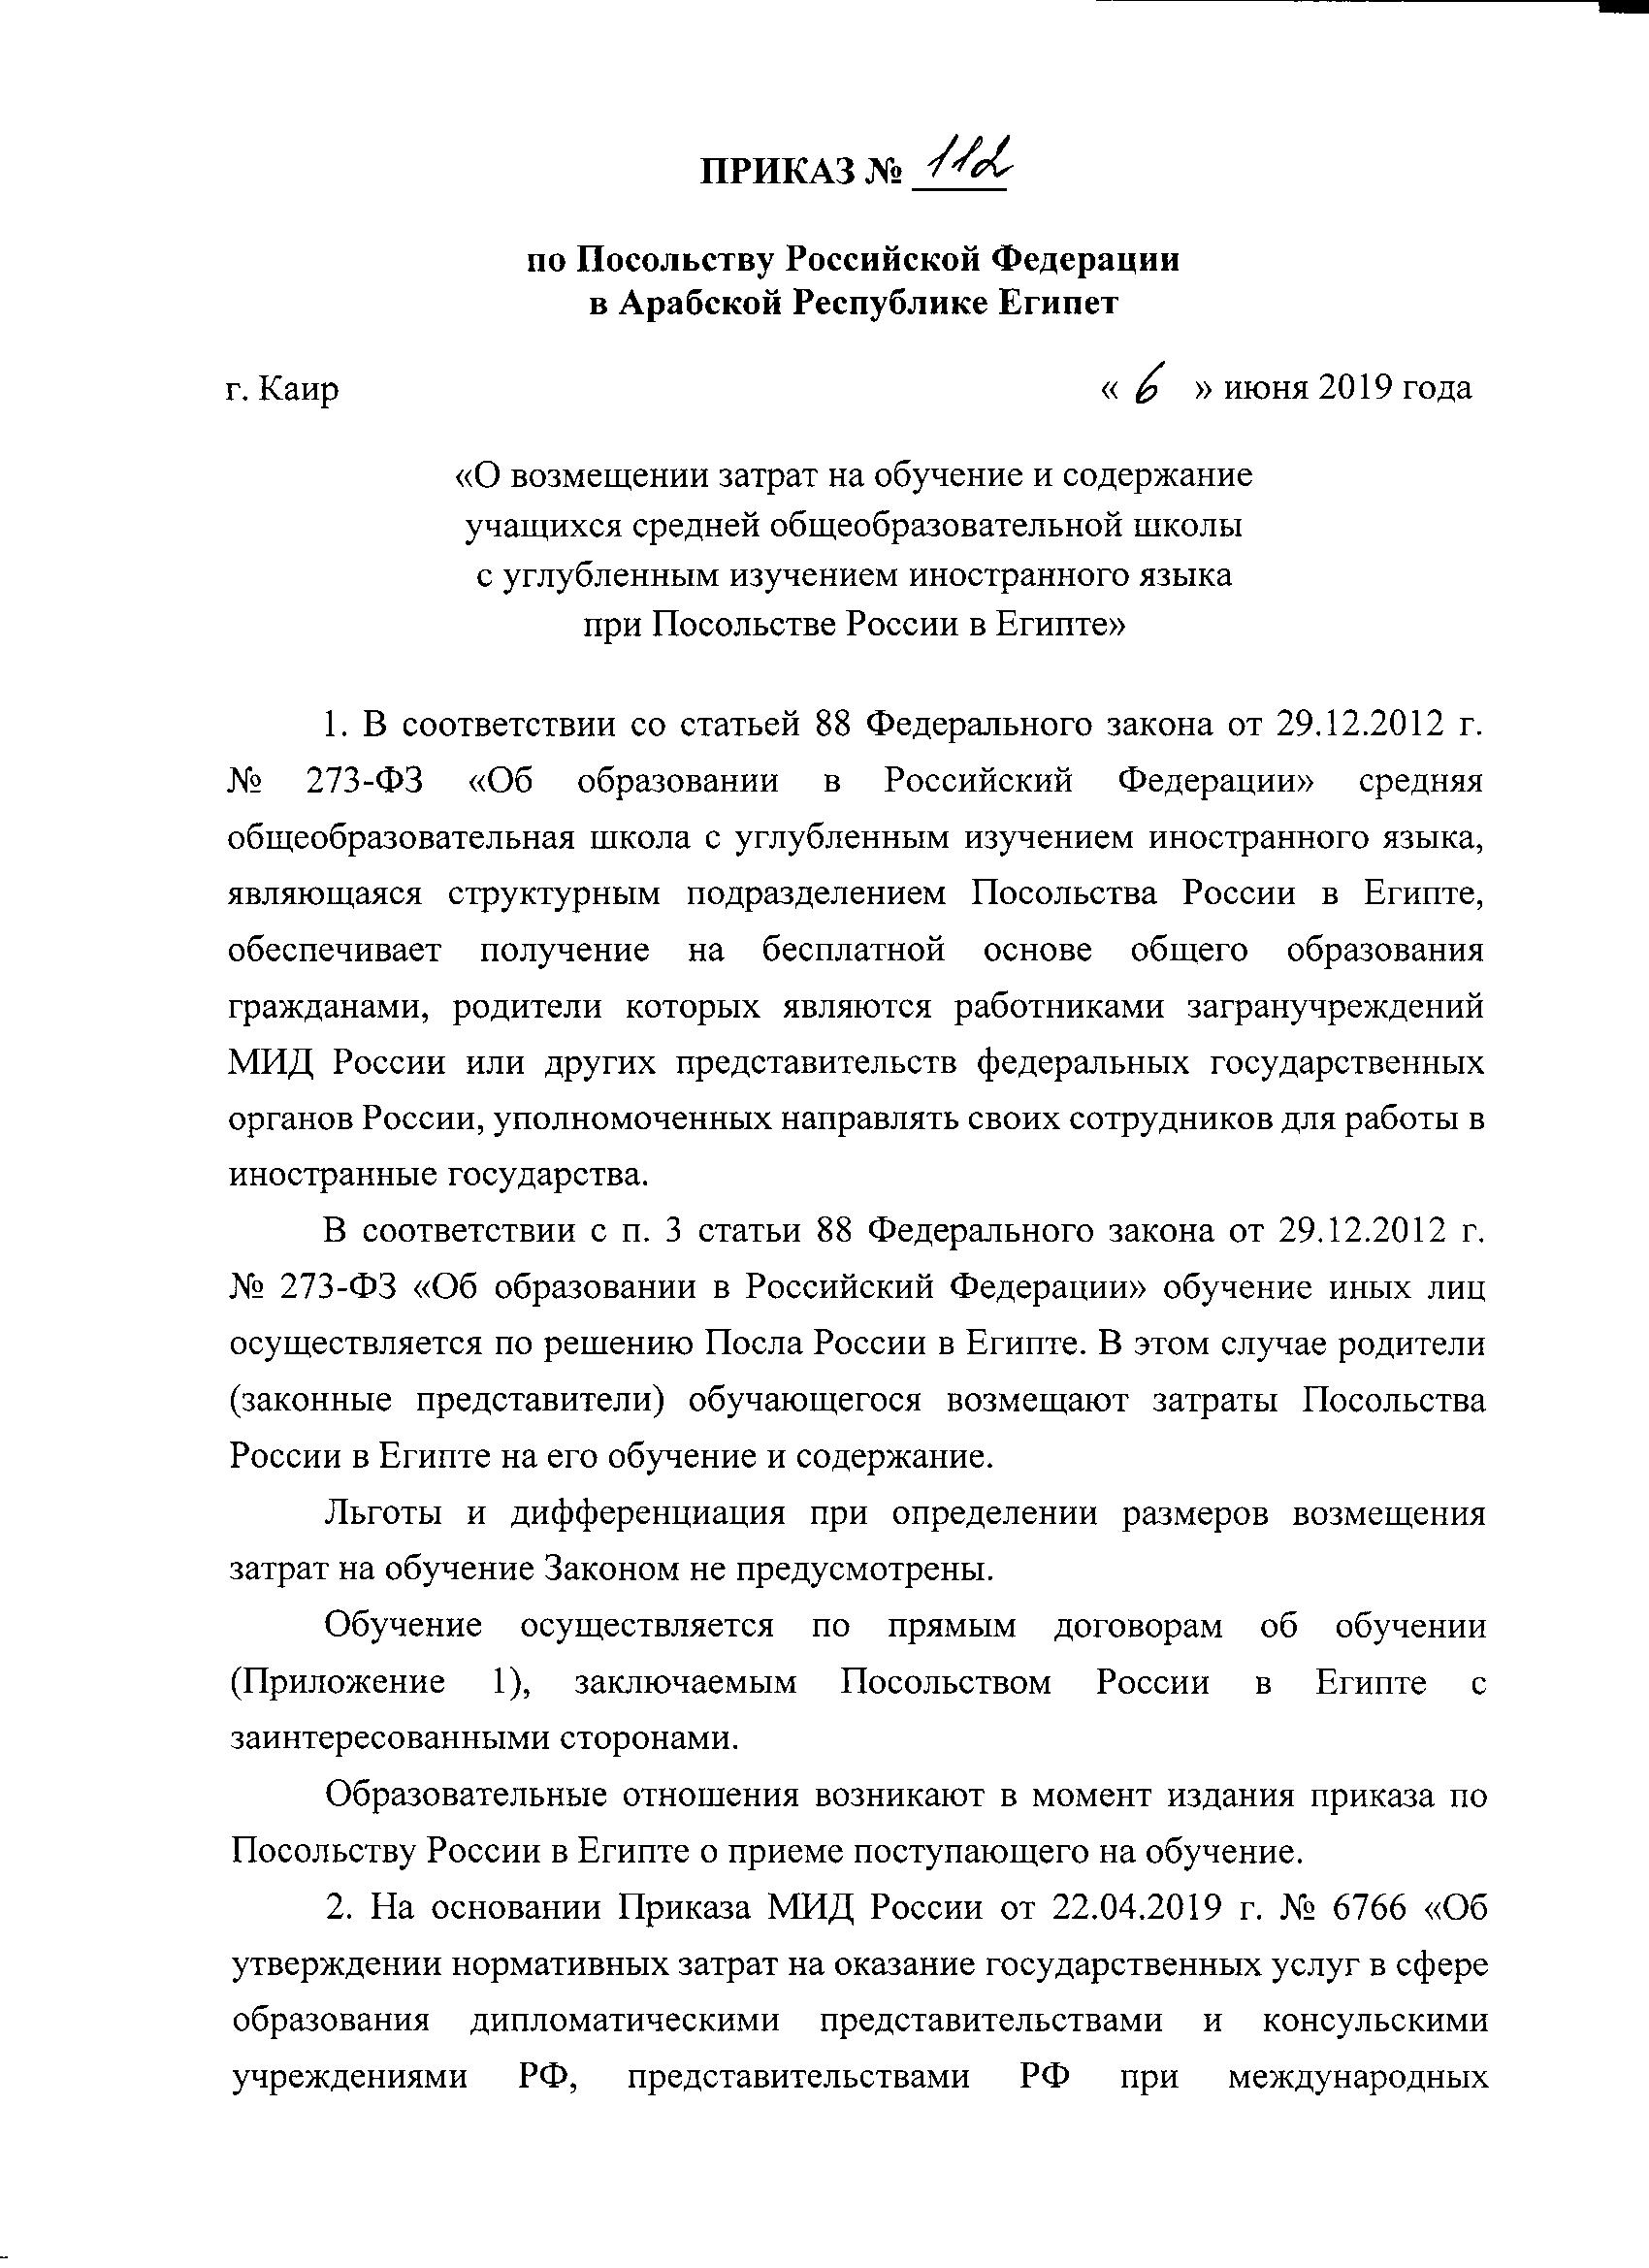 ПРИКАЗ № 112
по Посольству Российской Федерации
в Арабской Республике Египет
г. Каир « 6 » июня 2019 года
«О возмещении затрат на обучение и содержание
учащихся средней общеобразовательной школы
с углубленным изучением иностранного языка
при Посольстве России в Египте»
1. В соответствии со статьей 88 Федерального закона от 29.12.2012 г.
№ 273-ФЗ «Об образовании в Российский Федерации» средняя
общеобразовательная школа с углубленным изучением иностранного языка,
являющаяся структурным подразделением Посольства России в Египте,
обеспечивает получение на бесплатной основе общего образования
гражданами, родители которых являются работниками загранучреждений
МИД России или других представительств федеральных государственных
органов России, уполномоченных направлять своих сотрудников для работы в
иностранные государства.
В соответствии с п. 3 статьи 88 Федерального закона от 29.12.2012 г.
№ 273-ФЗ «Об образовании в Российский Федерации» обучение иных лиц
осуществляется по решению Посла России в Египте. В этом случае родители
(законные представители) обучающегося возмещают затраты Посольства
России в Египте на его обучение и содержание.
Льготы и дифференциация при определении размеров возмещения
затрат на обучение Законом не предусмотрены.
Обучение осуществляется по прямым договорам об обучении
(Приложение 1), заключаемым Посольством России в Египте с
заинтересованными сторонами.
Образовательные отношения возникают в момент издания приказа по
Посольству России в Египте о приеме поступающего на обучение.
2. На основании Приказа МИД России от 22.04.2019 г. № 6766 «Об
утверждении нормативных затрат на оказание государственных услуг в сфере
образования дипломатическими представительствами и консульскими
учреждениями РФ, представительствами РФ при международных